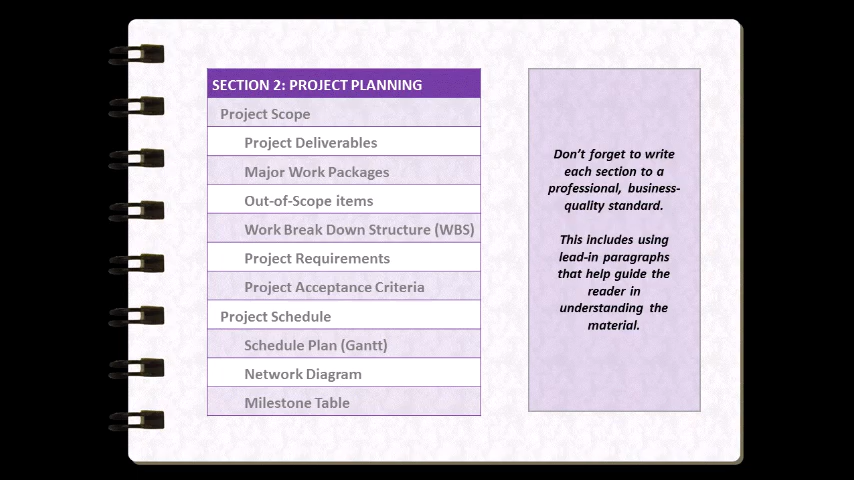 SECTION 2: PROJECT PLANNING
Project Scope
Project Deliverables
Major Work Packages
Out-of-Scope items
Work Break Down Structure (WBS)
Project Requirements
Project Acceptance Criteria
Project Schedule
Schedule Plan (Gantt)
Network Diagram
Milestone Table
Don’t forget to write
each section to a
professional, business-
quality standard.
This includes using
lead-in paragraphs
that help guide the
reader in
understanding the
material.